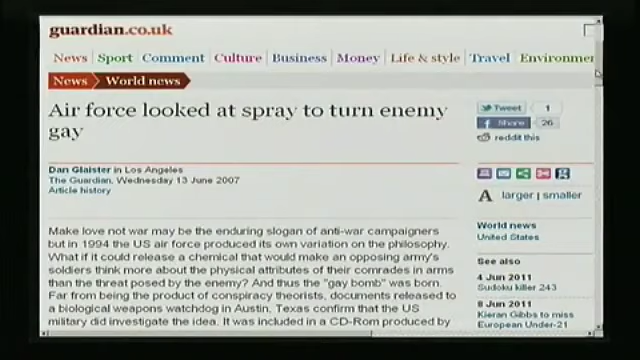 guardian.co.uk
News Sport Comment Culture Business Money Life & style Travel Environmen
News World news
Air force looked at spray to turn enemy
gay
Tweet 1
Share 26
reddit this
Dan Glaister in Los Angeles
The Guardian, Wednesday 13 June 2007
Article history
A larger | smaller
Make love not war may be the enduring slogan of anti-war campaigners
but in 1994 the US air force produced its own variation on the philosophy.
What if it could release a chemical that would make an opposing army's
soldiers think more about the physical attributes of their comrades in arms
than the threat posed by the enemy? And thus the "gay bomb" was born.
Far from being the product of conspiracy theorists, documents released to
a biological weapons watchdog in Austin, Texas confirm that the US
military did investigate the idea. It was included in a CD-Rom produced by
World news
United States
See also
4 Jun 2011
Sudoku killer 243
8 Jun 2011
Kieran Gibbs to miss
European Under-21